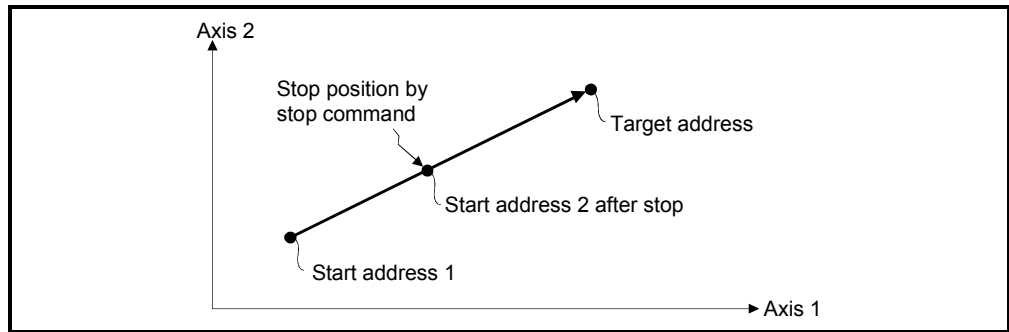 Axis 2
Stop position by
stop command
Target address
Start address 2 after stop
Start address 1
Axis 1